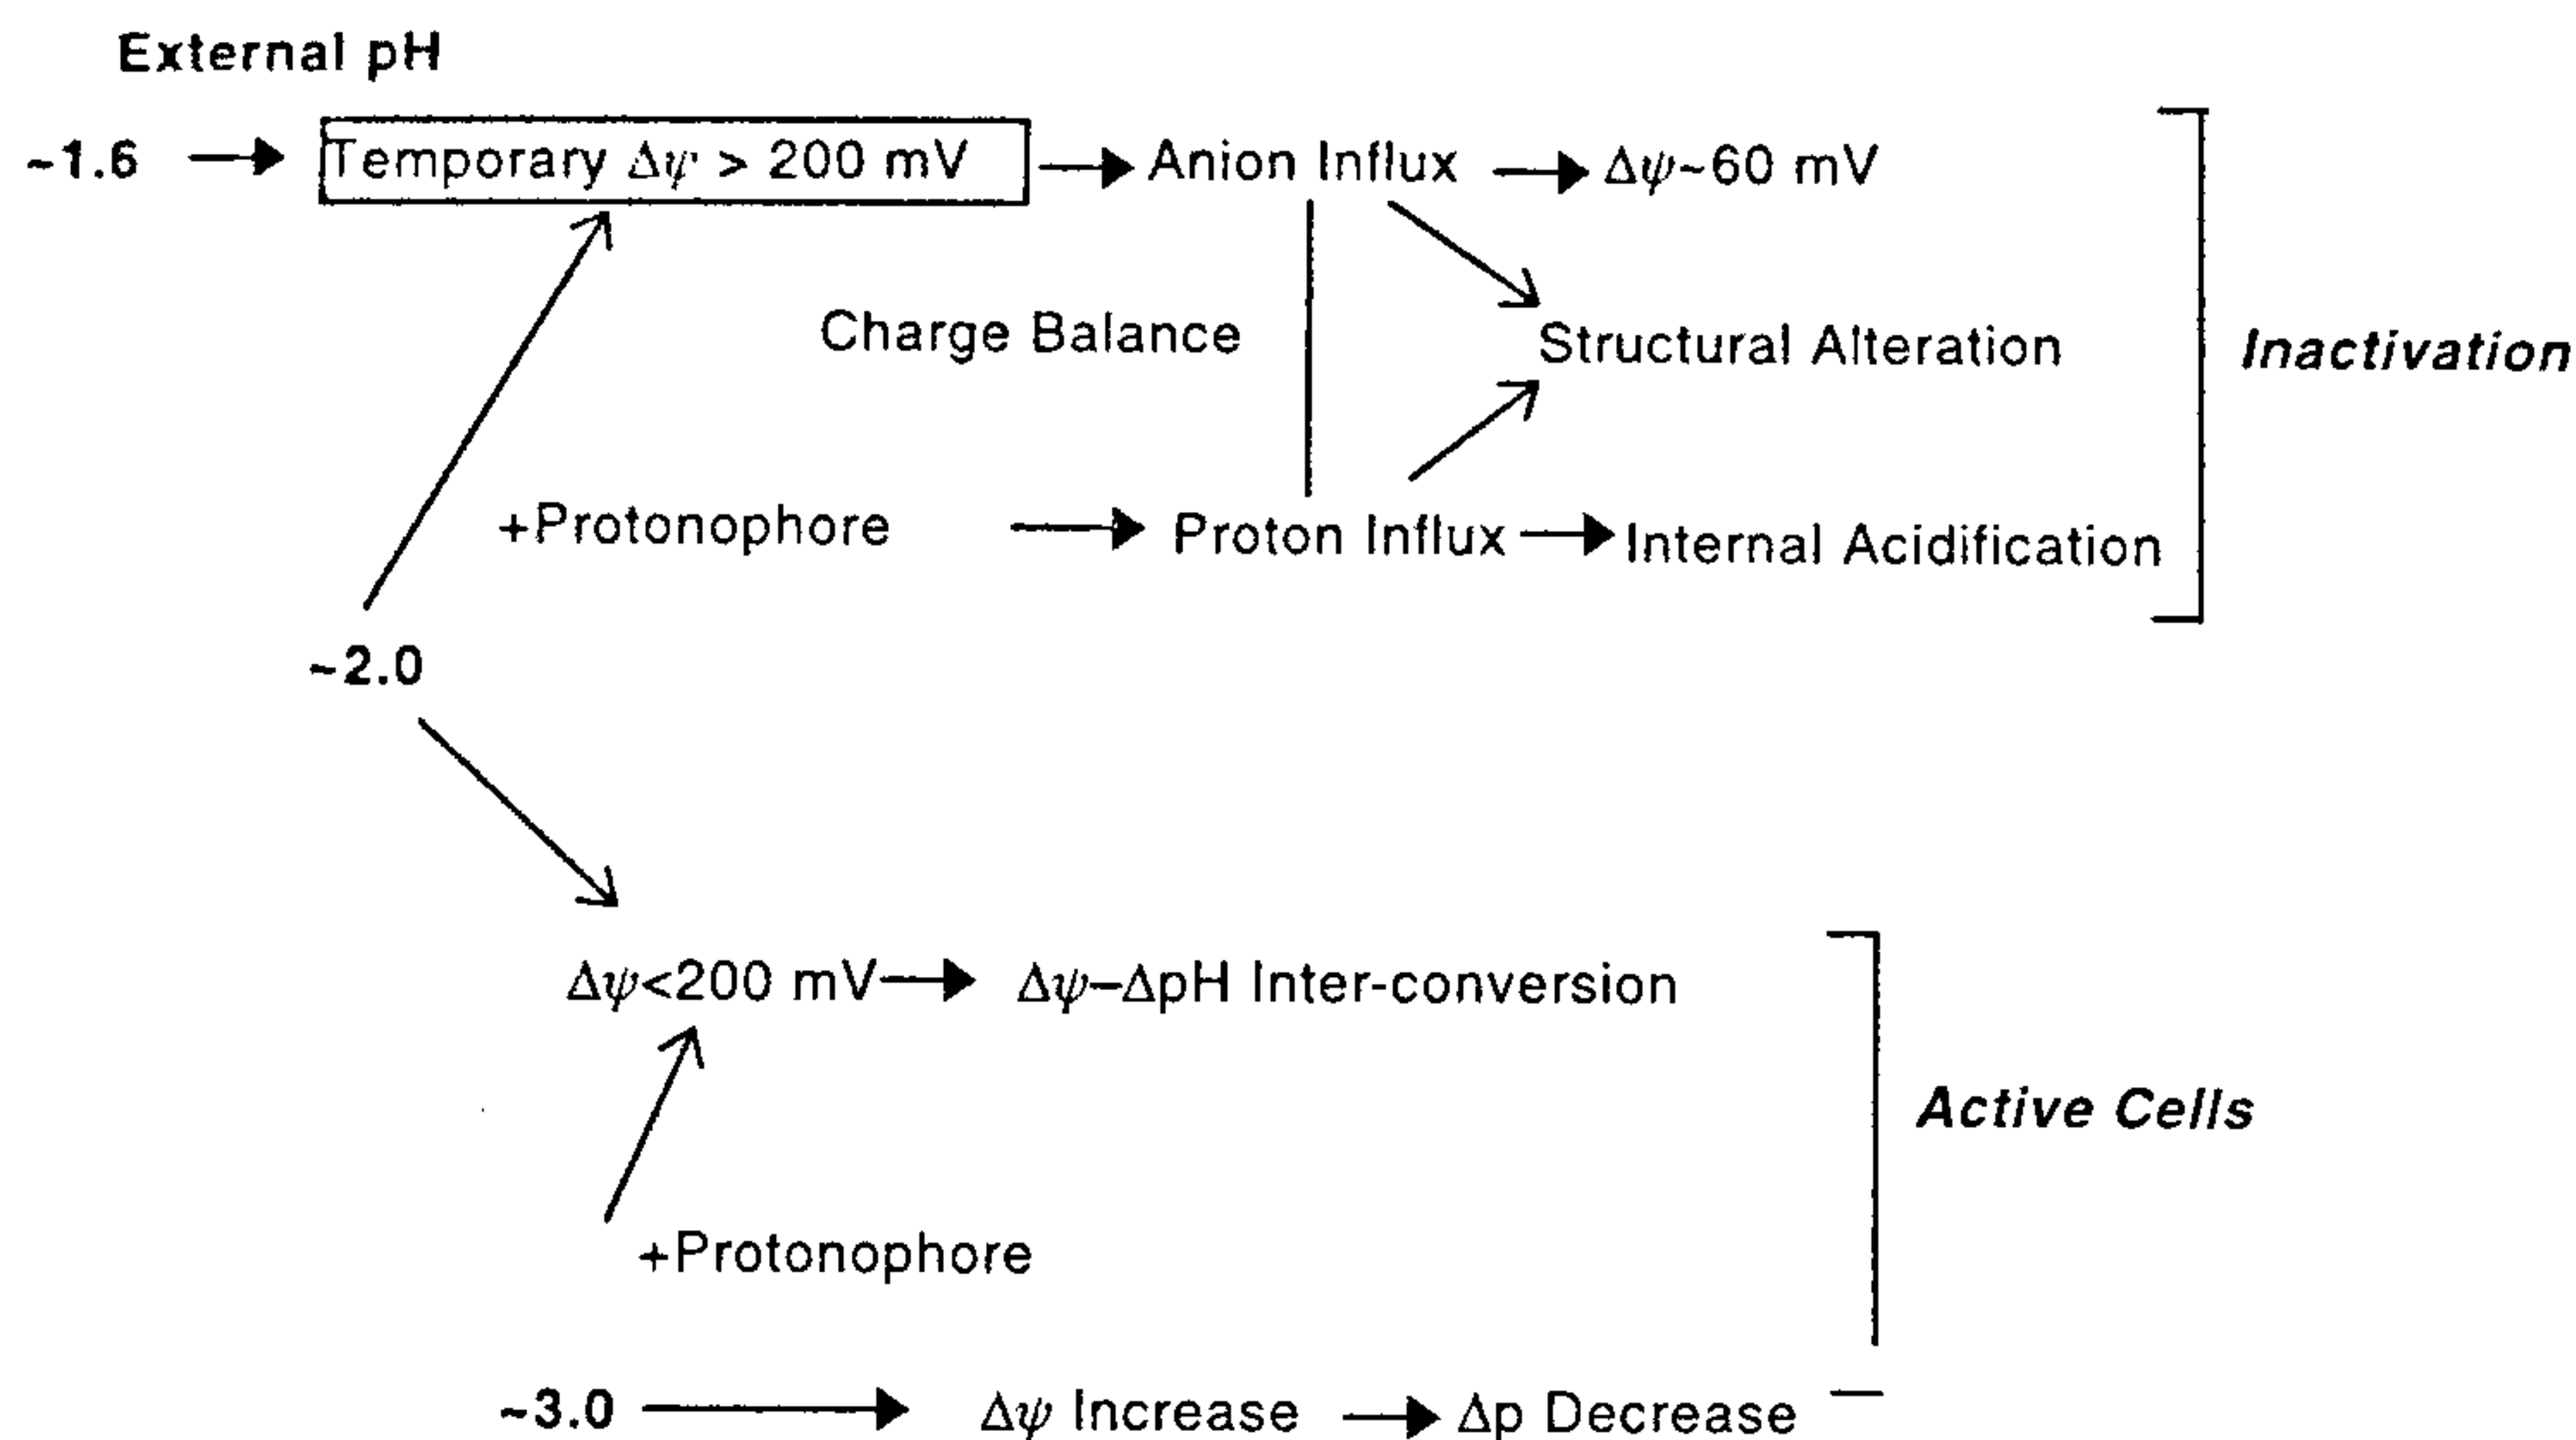 External pH
~1.6
Temporary Δψ > 200 mV
Anion Influx
Δψ~60 mV
Charge Balance
Structural Alteration
Inactivation
+Protonophore
Proton Influx
Internal Acidification
~2.0
Δψ<200 mV
Δψ–ΔpH Inter-conversion
Active Cells
+Protonophore
~3.0
Δψ Increase
Δp Decrease